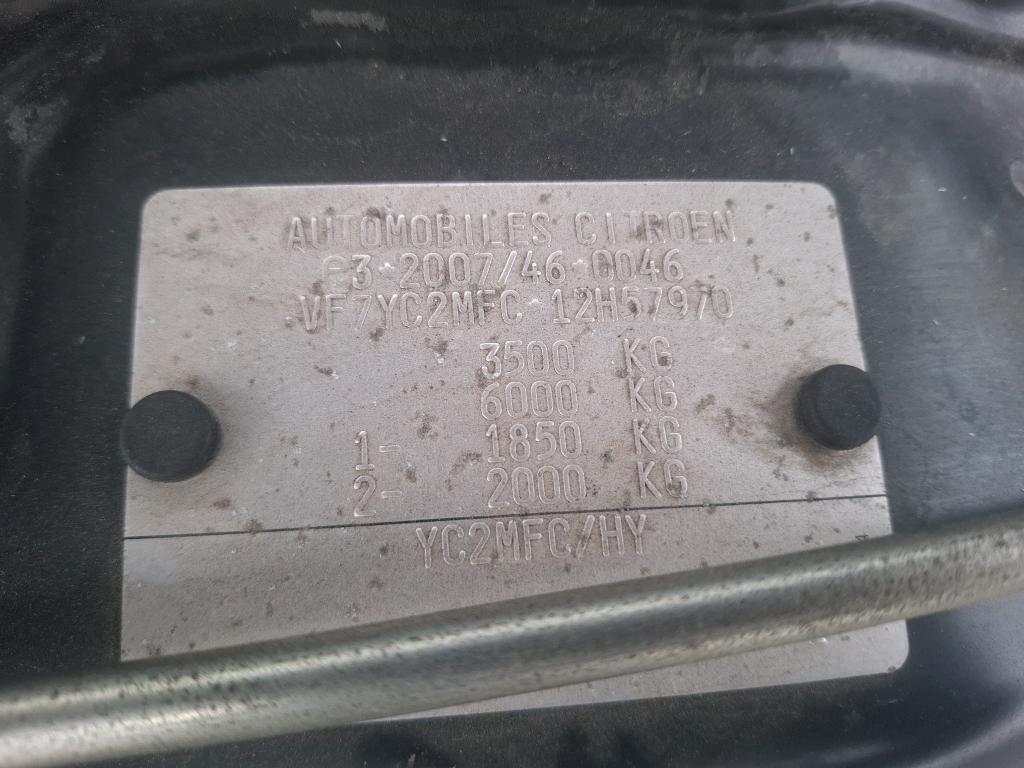 AUTOMOBILES CITROEN
e3*2007/46*0046
VF7YC2MFC 12H57970
3500 KG
6000 KG
1- 1850 KG
2- 2000 KG
YC2MFC/HY